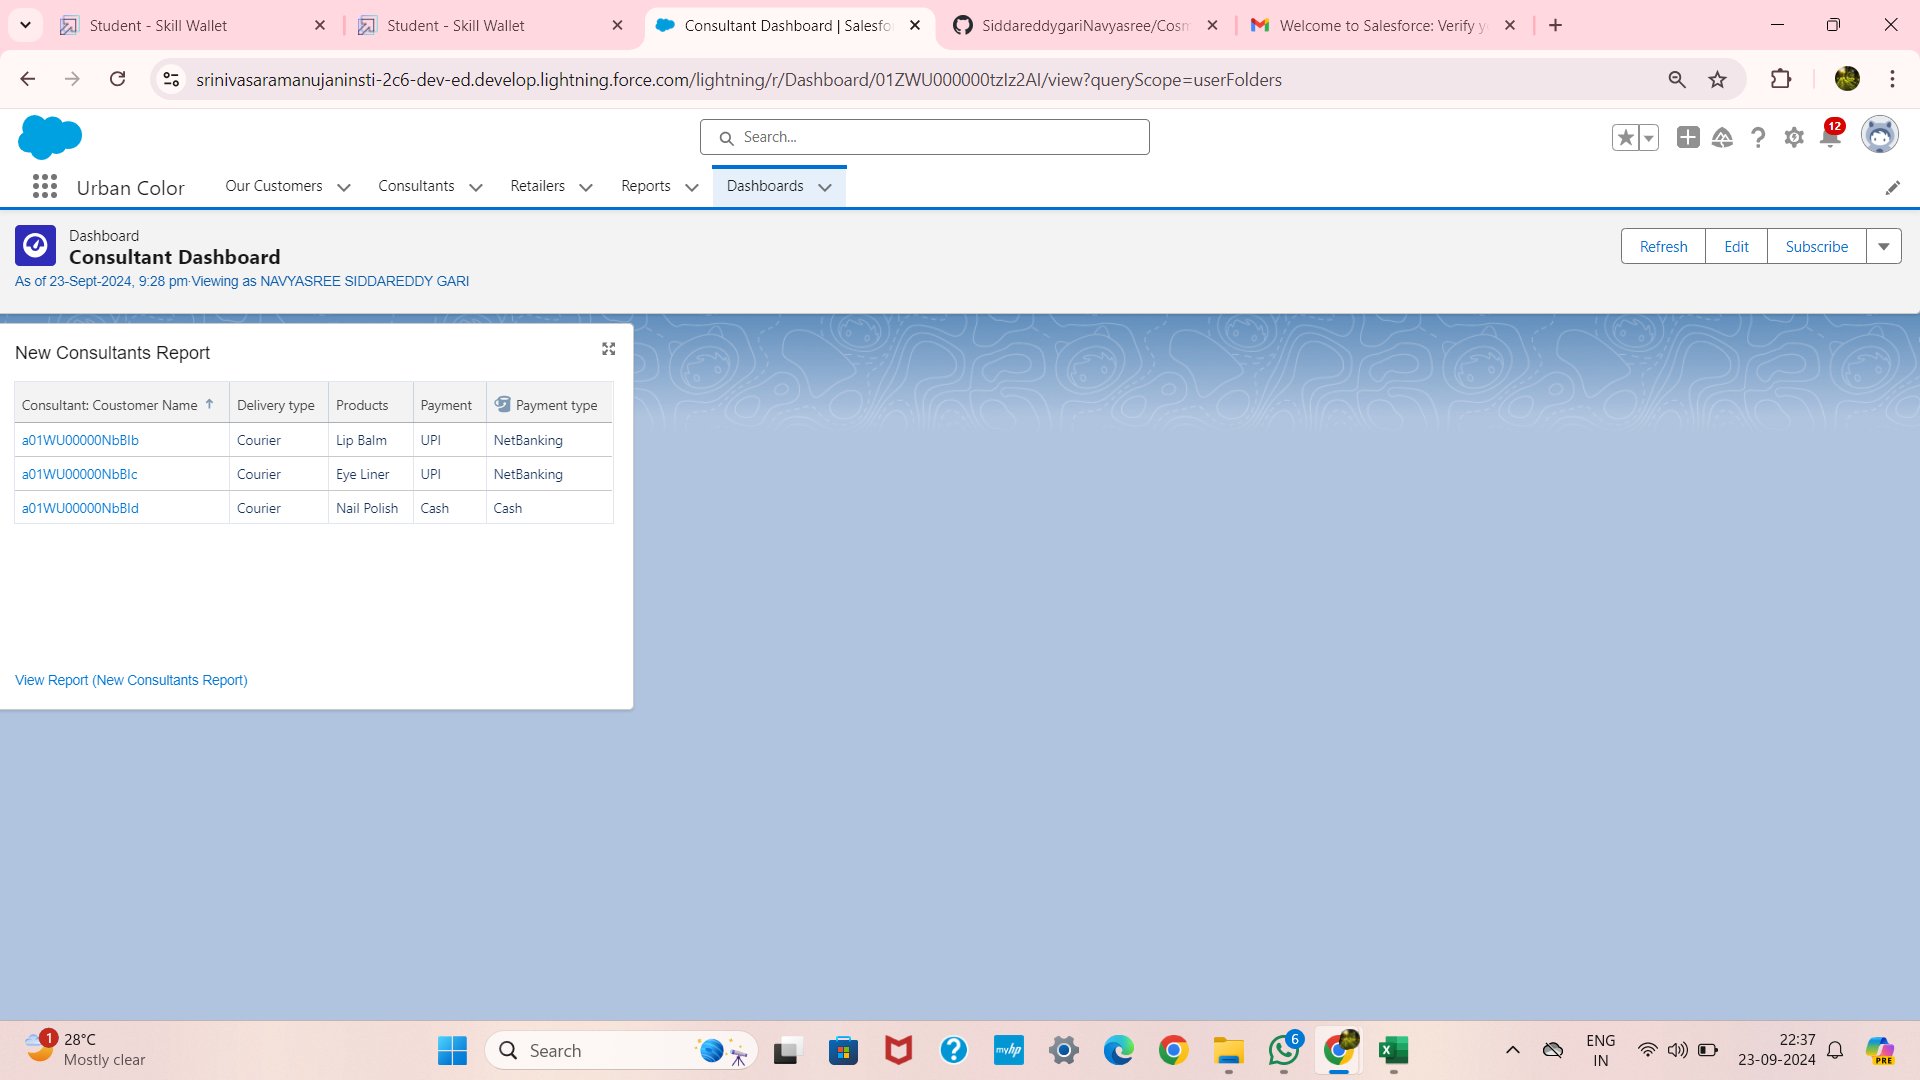 Student - Skill Wallet
Student - Skill Wallet
Consultant Dashboard | Salesfo
SiddareddygariNavyasree/Cosm
Welcome to Salesforce: Verify y
srinivasaramanujaninsti-2c6-dev-ed.develop.lightning.force.com/lightning/r/Dashboard/01ZWU000000tzIz2AI/view?queryScope=userFolders
Search...
12
Urban Color
Our Customers
Consultants
Retailers
Reports
Dashboards
Dashboard
Consultant Dashboard
As of 23-Sept-2024, 9:28 pm·Viewing as NAVYASREE SIDDAREDDY GARI
Refresh
Edit
Subscribe
New Consultants Report
Consultant: Coustomer Name Delivery type Products Payment Payment type
a01WU00000NbBIb Courier Lip Balm UPI NetBanking
a01WU00000NbBIc Courier Eye Liner UPI NetBanking
a01WU00000NbBId Courier Nail Polish Cash Cash
View Report (New Consultants Report)
1
28°C
Mostly clear
Search
myhp
6
ENG
IN
22:37
23-09-2024
PRE